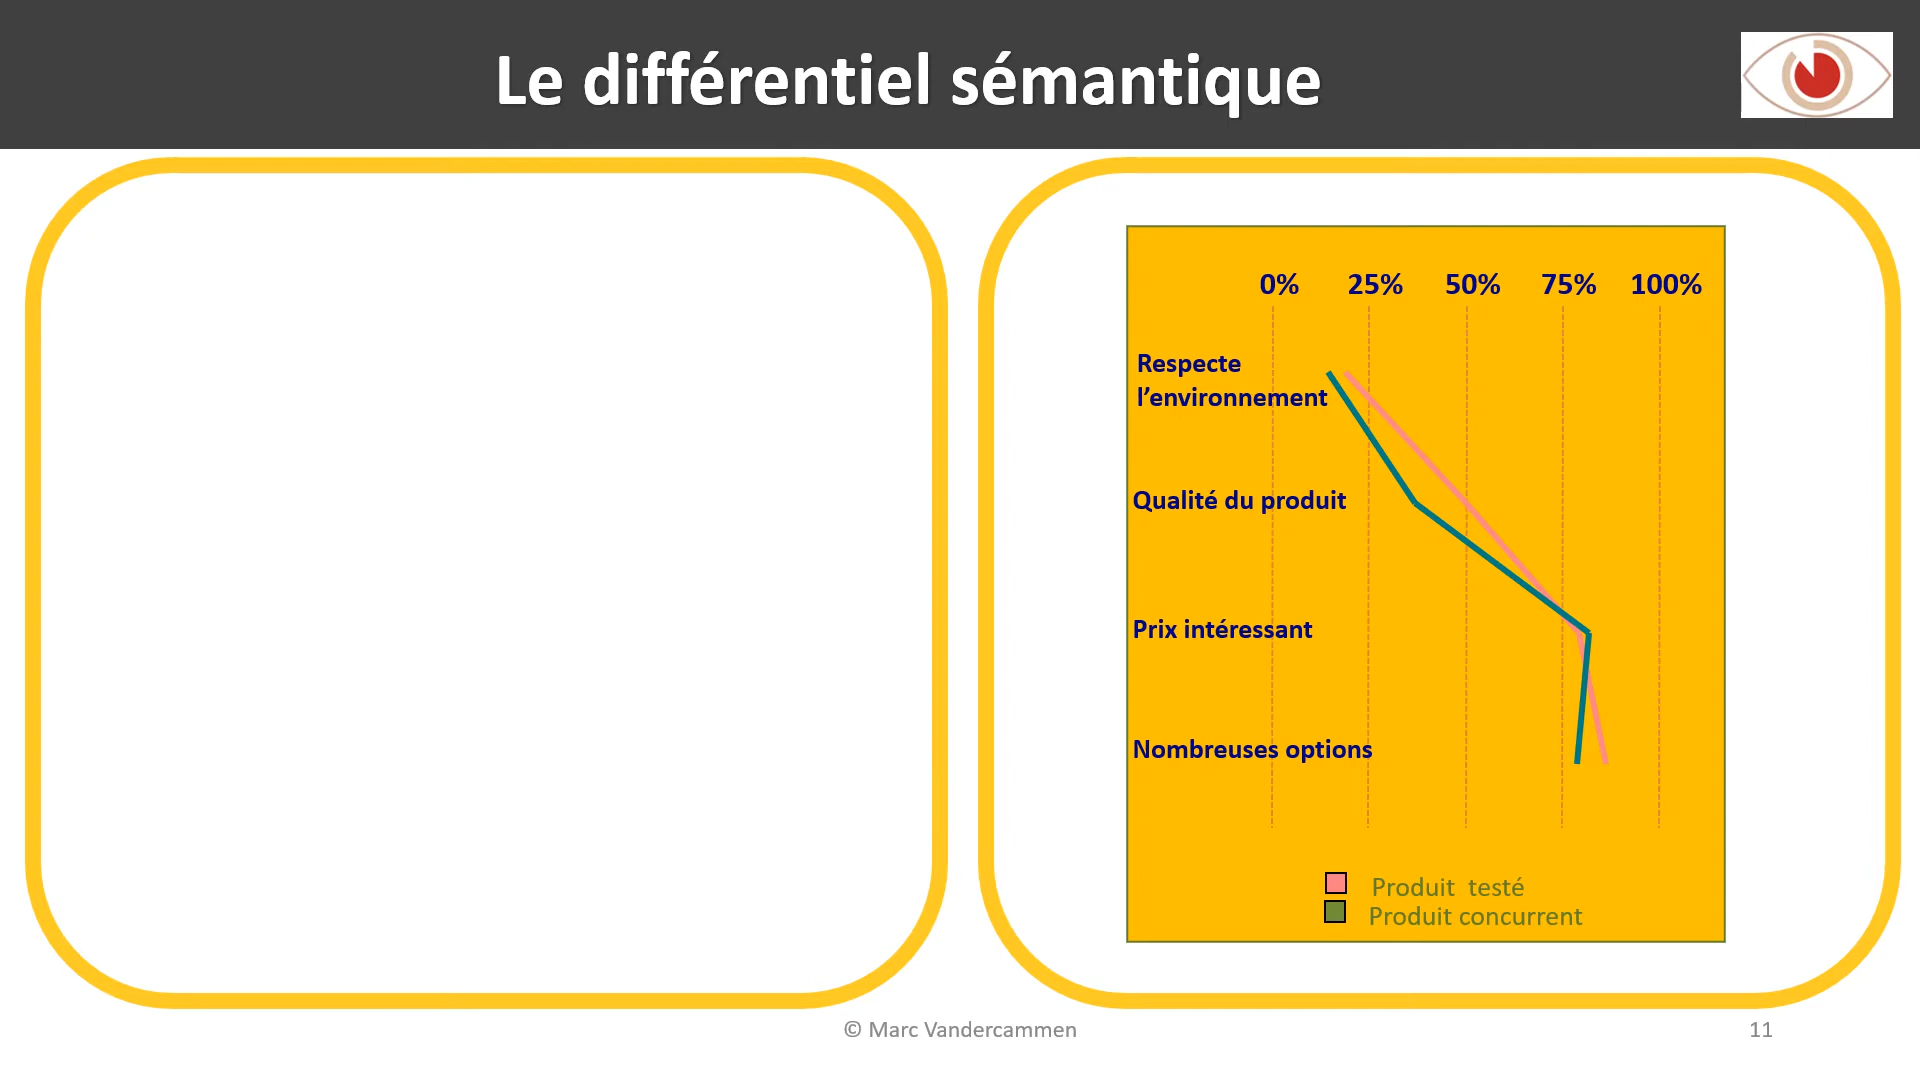 Le différentiel sémantique
0% 25% 50% 75% 100%
Respecte
l’environnement
Qualité du produit
Prix intéressant
Nombreuses options
Produit testé
Produit concurrent
© Marc Vandercammen
11